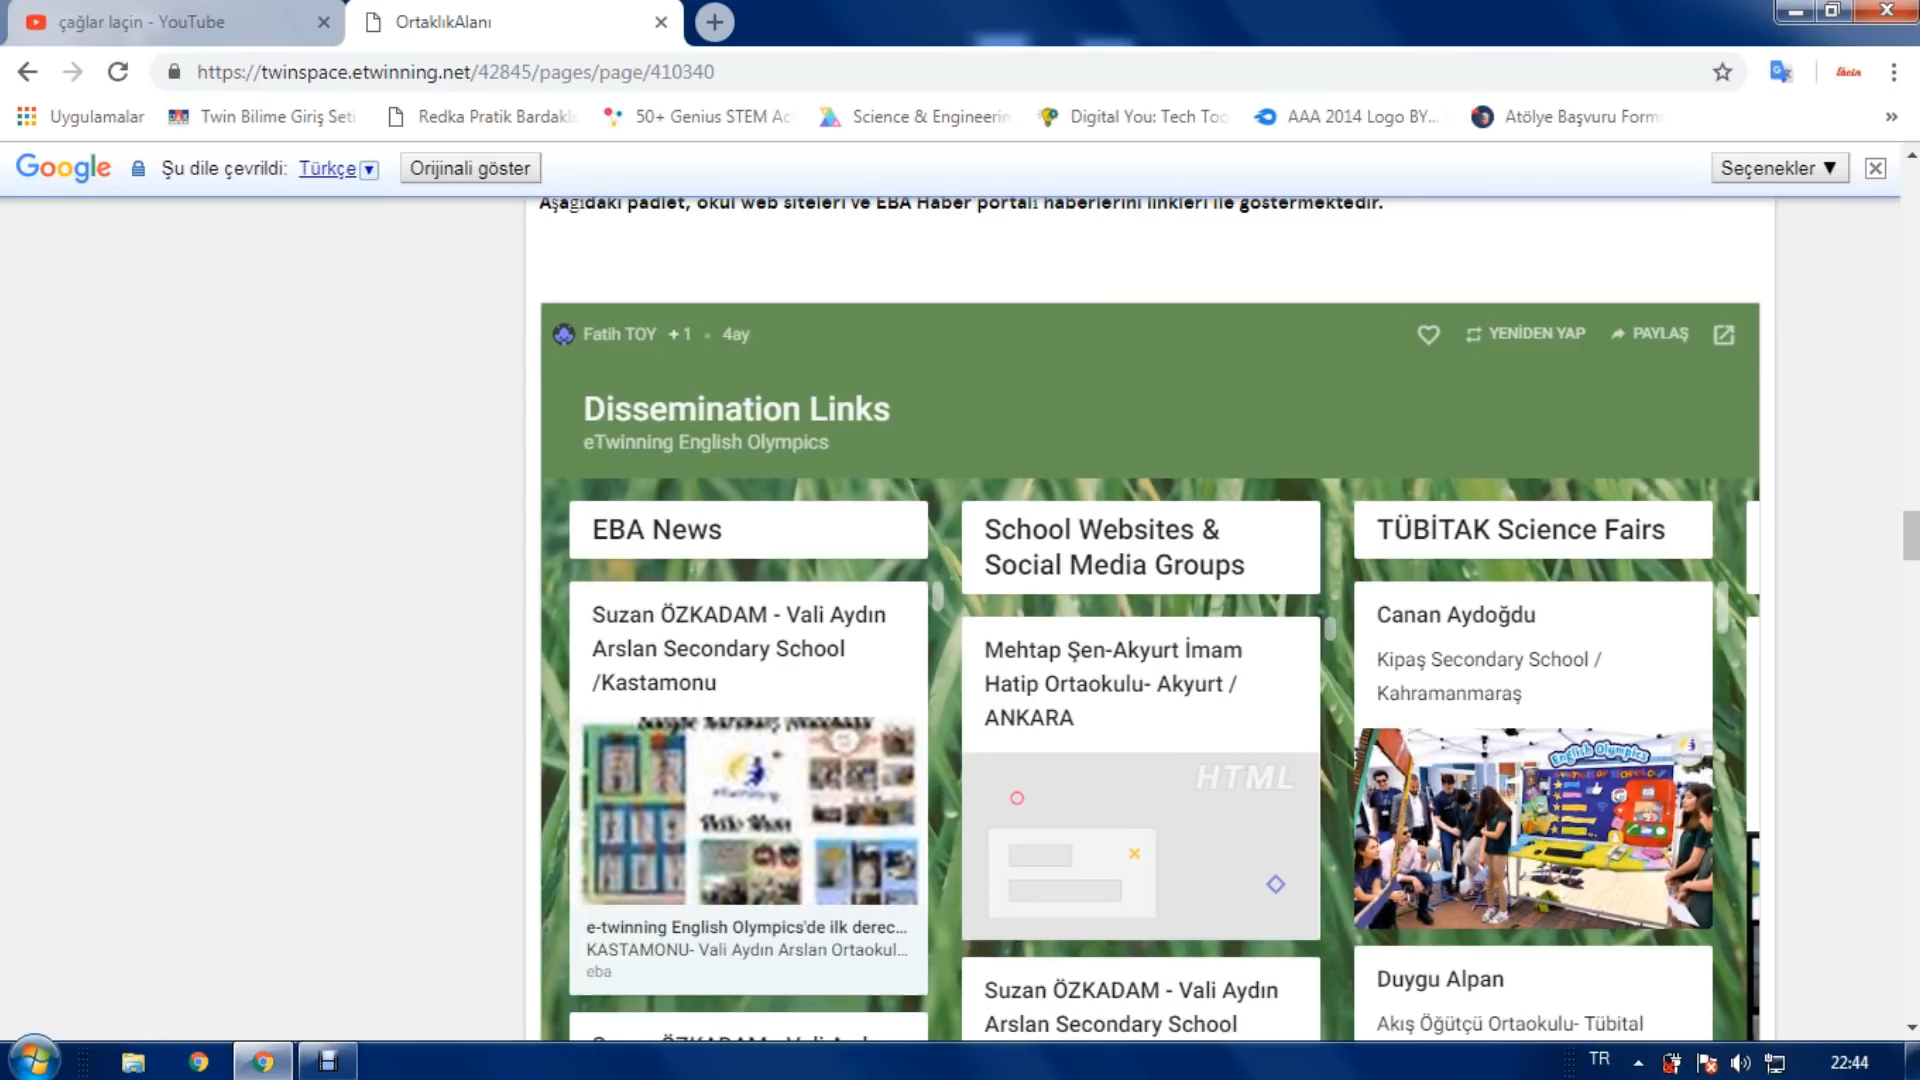 çağlar laçin - YouTube
OrtaklıkAlanı
https://twinspace.etwinning.net/42845/pages/page/410340
laçin
Uygulamalar
Twin Bilime Giriş Seti
Redka Pratik Bardakla
50+ Genius STEM Ac
Science & Engineerin
Digital You: Tech Too
AAA 2014 Logo BY...
Atölye Başvuru Form
»
Google
Şu dile çevrildi: Türkçe
Orijinali göster
Seçenekler ▼
Aşağıdaki padlet, okul web siteleri ve EBA Haber portalı haberlerini linkleri ile göstermektedir.
Fatih TOY +1 • 4ay
YENİDEN YAP
PAYLAŞ
Dissemination Links
eTwinning English Olympics
EBA News
Suzan ÖZKADAM - Vali Aydın
Arslan Secondary School
/Kastamonu
e-twinning English Olympics'de ilk derec...
KASTAMONU- Vali Aydın Arslan Ortaokul...
eba
School Websites &
Social Media Groups
Mehtap Şen-Akyurt İmam
Hatip Ortaokulu- Akyurt /
ANKARA
HTML
Suzan ÖZKADAM - Vali Aydın
Arslan Secondary School
TÜBİTAK Science Fairs
Canan Aydoğdu
Kipaş Secondary School /
Kahramanmaraş
English Olympics
Duygu Alpan
Akış Öğütçü Ortaokulu- Tübital
TR
22:44